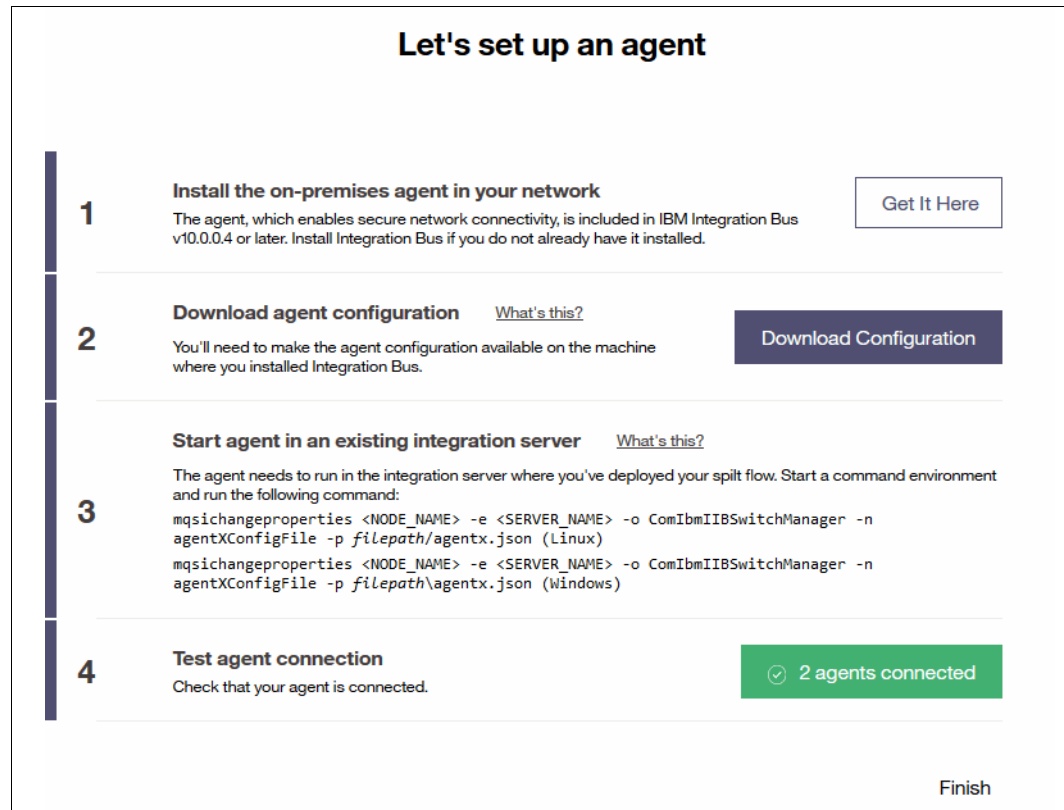 Let's set up an agent
1
Install the on-premises agent in your network
Get It Here
The agent, which enables secure network connectivity, is included in IBM Integration Bus
v10.0.0.4 or later. Install Integration Bus if you do not already have it installed.
2
Download agent configuration What's this?
Download Configuration
You'll need to make the agent configuration available on the machine
where you installed Integration Bus.
3
Start agent in an existing integration server What's this?
The agent needs to run in the integration server where you've deployed your spilt flow. Start a command environment
and run the following command:
mqsichangeproperties <NODE_NAME> -e <SERVER_NAME> -o ComIbmIIBSwitchManager -n
agentXConfigFile -p filepath/agentx.json (Linux)
mqsichangeproperties <NODE_NAME> -e <SERVER_NAME> -o ComIbmIIBSwitchManager -n
agentXConfigFile -p filepath\agentx.json (Windows)
4
Test agent connection
Check that your agent is connected.
2 agents connected
Finish